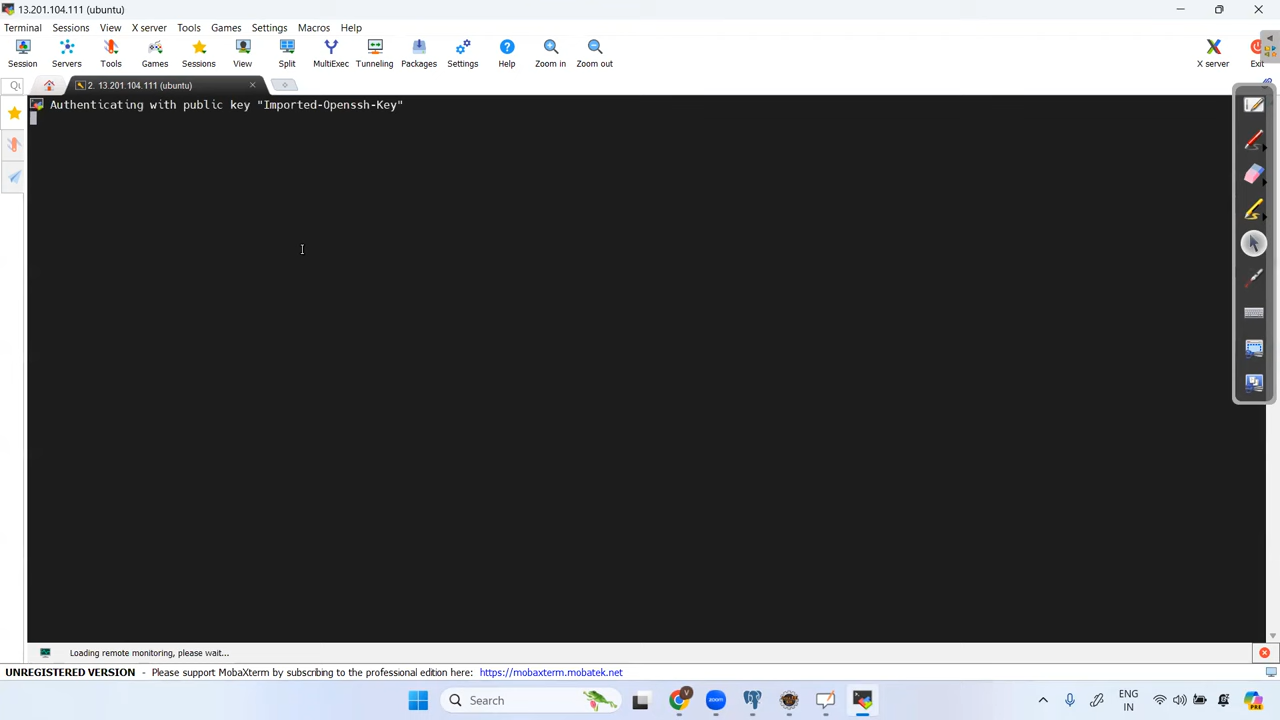 13.201.104.111 (ubuntu)
Terminal Sessions View X server Tools Games Settings Macros Help
Session Servers Tools Games Sessions View Split MultiExec Tunneling Packages Settings Help Zoom in Zoom out X server Exit
2. 13.201.104.111 (ubuntu)
Authenticating with public key "Imported-Openssh-Key"
Loading remote monitoring, please wait...
UNREGISTERED VERSION - Please support MobaXterm by subscribing to the professional edition here: https://mobaxterm.mobatek.net
Search
zoom
V
ENG
IN
PRE